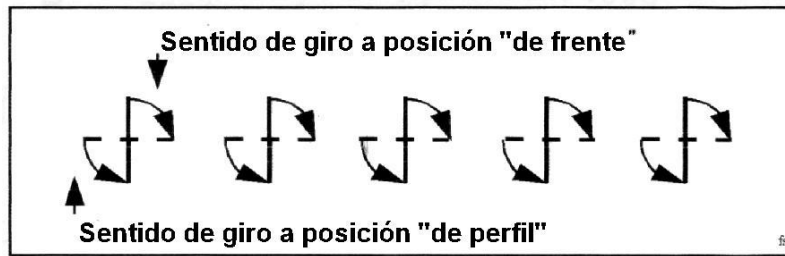 Sentido de giro a posición "de frente"
Sentido de giro a posición "de perfil"